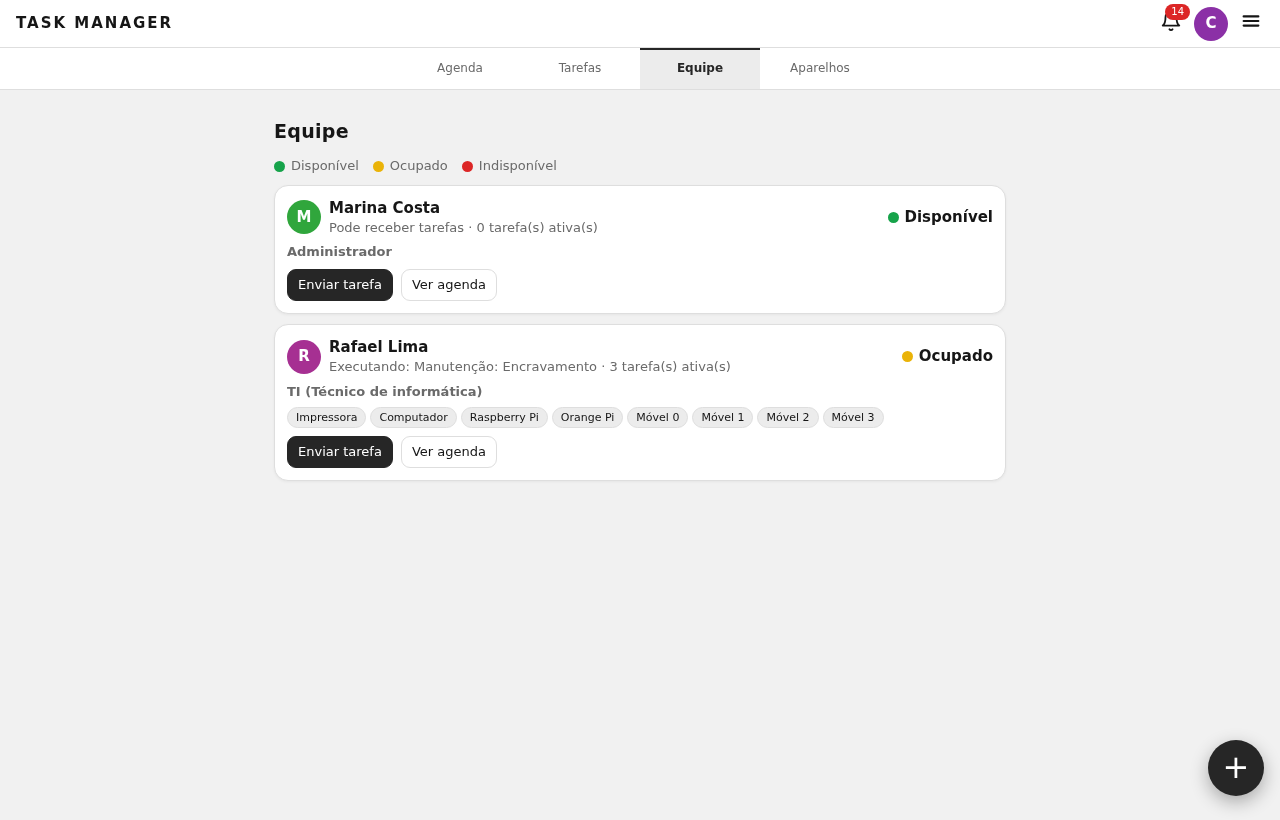 TASK MANAGER
14
C
Agenda
Tarefas
Equipe
Aparelhos
Equipe
Disponível
Ocupado
Indisponível
M
Marina Costa
Pode receber tarefas · 0 tarefa(s) ativa(s)
Disponível
Administrador
Enviar tarefa
Ver agenda
R
Rafael Lima
Executando: Manutenção: Encravamento · 3 tarefa(s) ativa(s)
Ocupado
TI (Técnico de informática)
Impressora
Computador
Raspberry Pi
Orange Pi
Móvel 0
Móvel 1
Móvel 2
Móvel 3
Enviar tarefa
Ver agenda
+